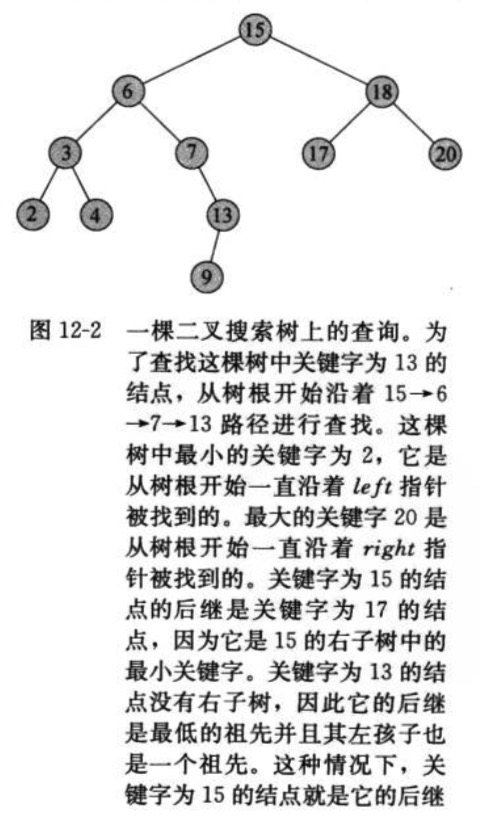 15
6
18
3
7
17
20
2
4
13
9
图 12-2 一棵二叉搜索树上的查询。为
了查找这棵树中关键字为 13 的
结点，从树根开始沿着 15→6
→7→13 路径进行查找。这棵
树中最小的关键字为 2，它是
从树根开始一直沿着 left 指针
被找到的。最大的关键字 20 是
从树根开始一直沿着 right 指
针被找到的。关键字为 15 的结
点的后继是关键字为 17 的结
点，因为它是 15 的右子树中的
最小关键字。关键字为 13 的结
点没有右子树，因此它的后继
是最低的祖先并且其左孩子也
是一个祖先。这种情况下，关
键字为 15 的结点就是它的后继